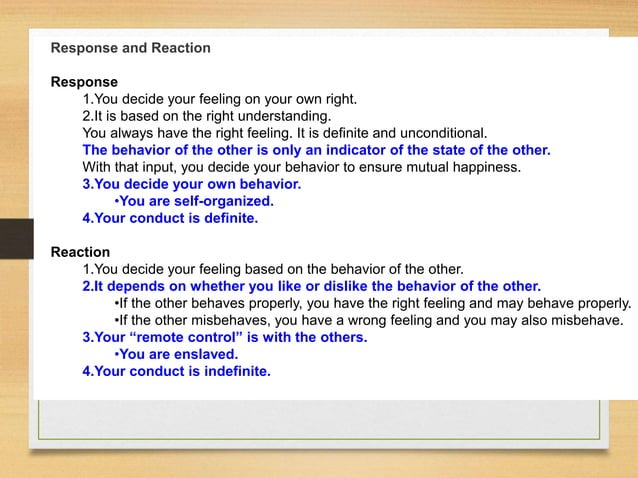 Response and Reaction
Response
1.You decide your feeling on your own right.
2.It is based on the right understanding.
You always have the right feeling. It is definite and unconditional.
The behavior of the other is only an indicator of the state of the other.
With that input, you decide your behavior to ensure mutual happiness.
3.You decide your own behavior.
•You are self-organized.
4.Your conduct is definite.
Reaction
1.You decide your feeling based on the behavior of the other.
2.It depends on whether you like or dislike the behavior of the other.
•If the other behaves properly, you have the right feeling and may behave properly.
•If the other misbehaves, you have a wrong feeling and you may also misbehave.
3.Your “remote control” is with the others.
•You are enslaved.
4.Your conduct is indefinite.